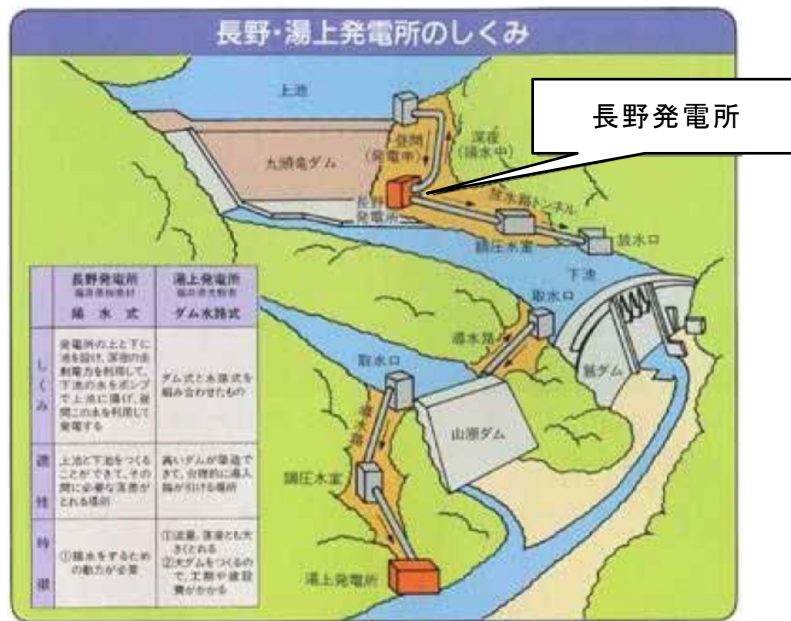 長野・湯上発電所のしくみ
長野発電所
上池
昼間
(発電中)
深夜
(揚水中)
九頭竜ダム
長野
発電所
放水路トンネル
調圧水室
放水口
下池
取水口
導水路
鷲ダム
取水口
山原ダム
導水路
調圧水室
湯上発電所
長野発電所
湯上発電所
揚水式
ダム水路式
しくみ
発電所の上と下に
池を設け、深夜の余
剰電力を利用して、
下池の水をポンプ
で上池に揚げ、昼
間この水を利用して
発電する
ダム式と水路式を
組み合わせたもの
適性
上池と下池をつくる
ことができて、その
間に必要な落差が
とれる場所
高いダムが築造で
きて、合理的に導入
路が引ける場所
特徴
①揚水をするため
の動力が必要
①流量、落差とも大
きくとれる
②大ダムをつくるの
で、工期や建設
費がかかる